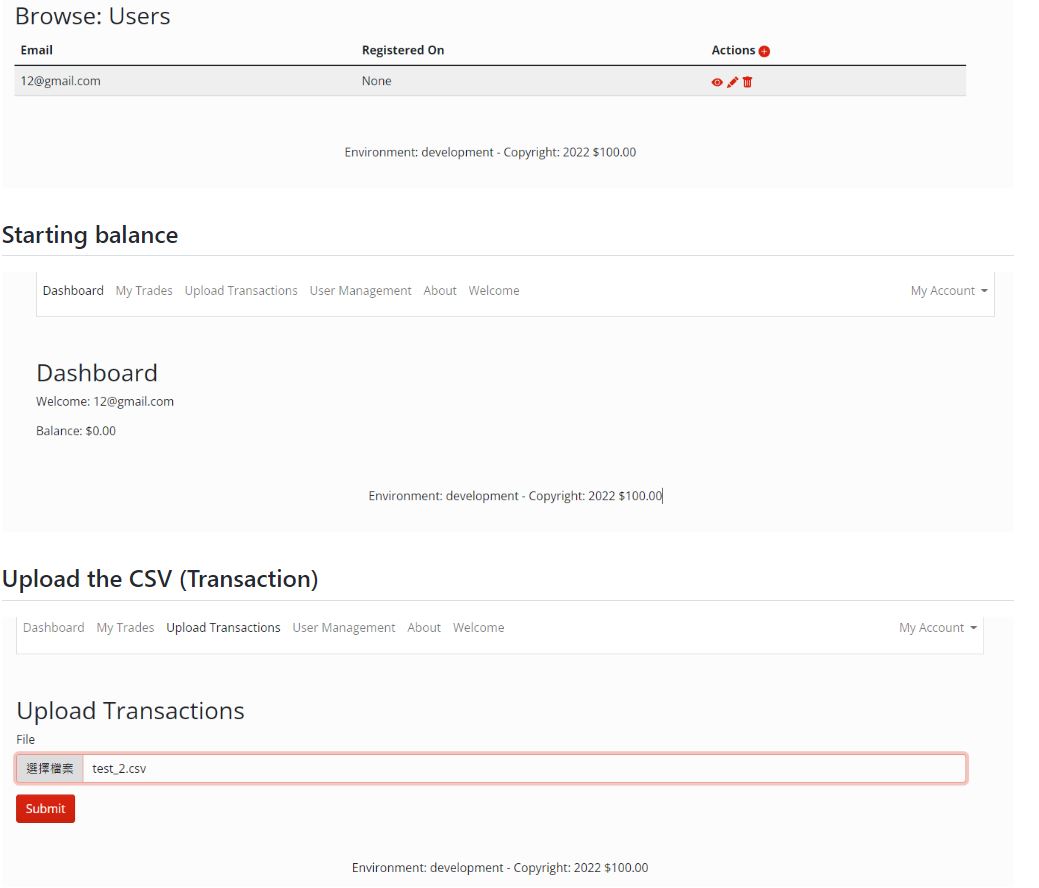 Browse: Users
Email Registered On Actions
12@gmail.com None
Environment: development - Copyright: 2022 $100.00
Starting balance
Dashboard My Trades Upload Transactions User Management About Welcome My Account
Dashboard
Welcome: 12@gmail.com
Balance: $0.00
Environment: development - Copyright: 2022 $100.00
Upload the CSV (Transaction)
Dashboard My Trades Upload Transactions User Management About Welcome My Account
Upload Transactions
File
選擇檔案 test_2.csv
Submit
Environment: development - Copyright: 2022 $100.00